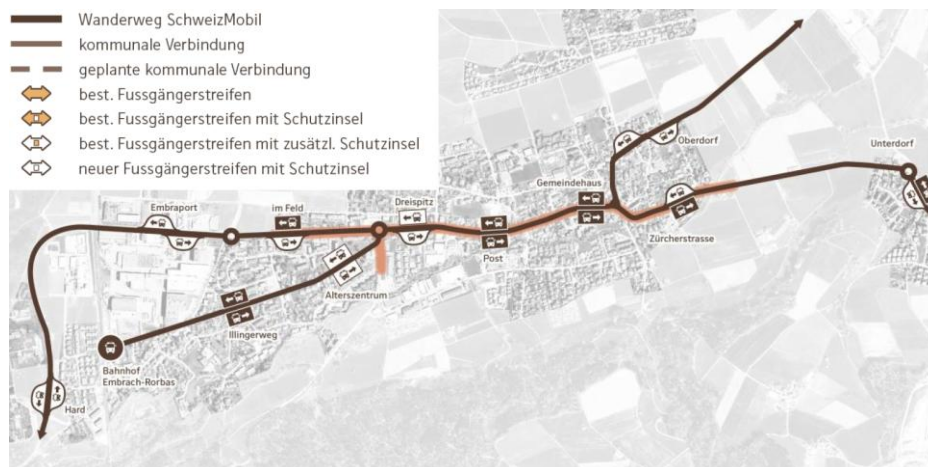 Wanderweg SchweizMobil
kommunale Verbindung
geplante kommunale Verbindung
best. Fussgängerstreifen
best. Fussgängerstreifen mit Schutzinsel
best. Fussgängerstreifen mit zusätzl. Schutzinsel
neuer Fussgängerstreifen mit Schutzinsel
Oberdorf
Unterdorf
Gemeindehaus
Dreispitz
Embraport
im Feld
Zürcherstrasse
Post
Alterszentrum
Illingerweg
Bahnhof
Embrach-Rorbas
Hard